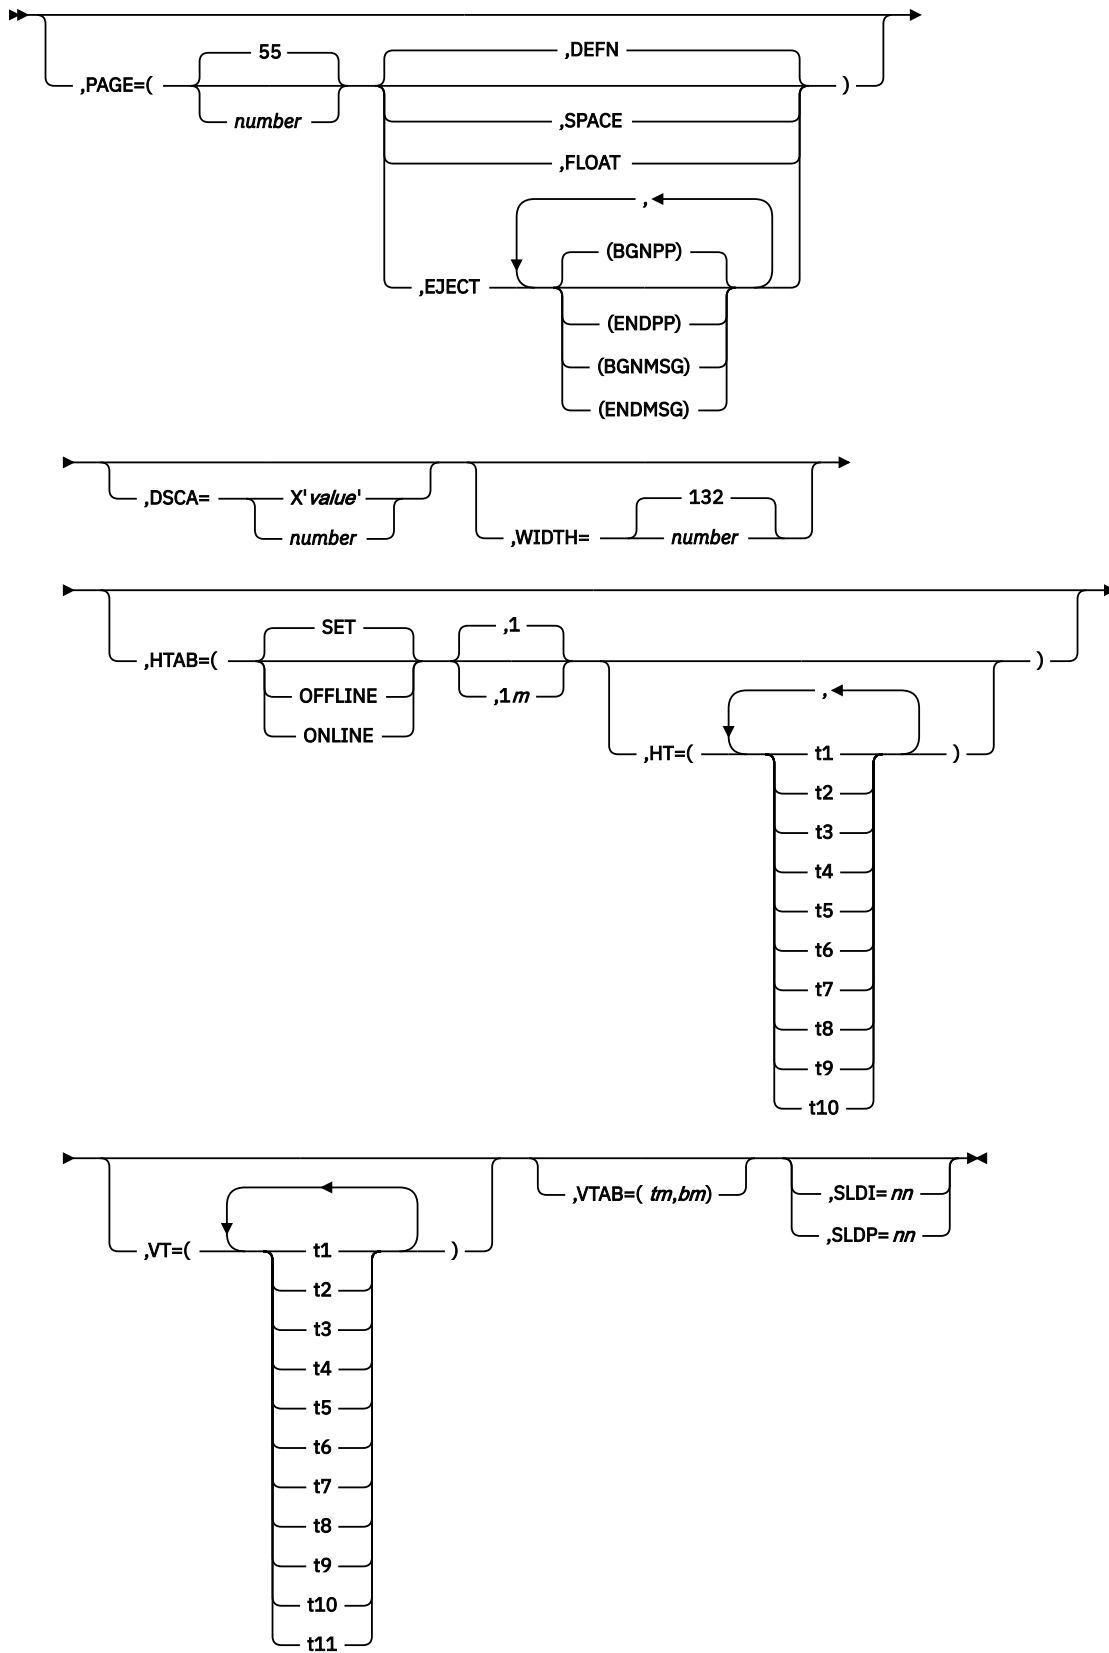 55
,DEFN
,PAGE=(
)
number
,SPACE
,FLOAT
,
(BGNPP)
,EJECT
(ENDPP)
(BGNMSG)
(ENDMSG)
,DSCA=
X'value'
number
132
,WIDTH=
number
SET
,1
,HTAB=(
)
OFFLINE
,1m
ONLINE
,
,HT=(
t1
)
t2
t3
t4
t5
t6
t7
t8
t9
t10
,VT=(
t1
)
t2
t3
t4
t5
t6
t7
t8
t9
t10
t11
,VTAB=( tm,bm)
,SLDI= nn
,SLDP= nn